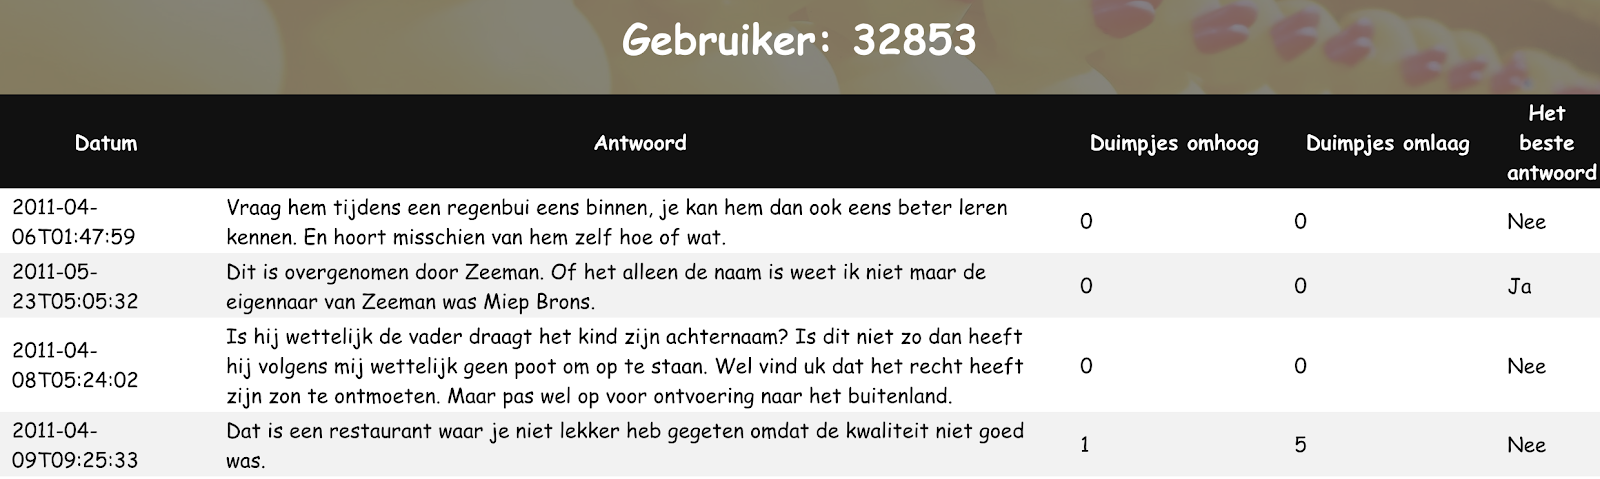 Gebruiker: 32853
Datum
Antwoord
Duimpjes omhoog
Duimpjes omlaag
Het
beste
antwoord
2011-04-
06T01:47:59
Vraag hem tijdens een regenbui eens binnen, je kan hem dan ook eens beter leren
kennen. En hoort misschien van hem zelf hoe of wat.
0
0
Nee
2011-05-
23T05:05:32
Dit is overgenomen door Zeeman. Of het alleen de naam is weet ik niet maar de
eigennaar van Zeeman was Miep Brons.
0
0
Ja
2011-04-
08T05:24:02
Is hij wettelijk de vader draagt het kind zijn achternaam? Is dit niet zo dan heeft
hij volgens mij wettelijk geen poot om op te staan. Wel vind uk dat het recht heeft
zijn zon te ontmoeten. Maar pas wel op voor ontvoering naar het buitenland.
0
0
Nee
2011-04-
09T09:25:33
Dat is een restaurant waar je niet lekker heb gegeten omdat de kwaliteit niet goed
was.
1
5
Nee